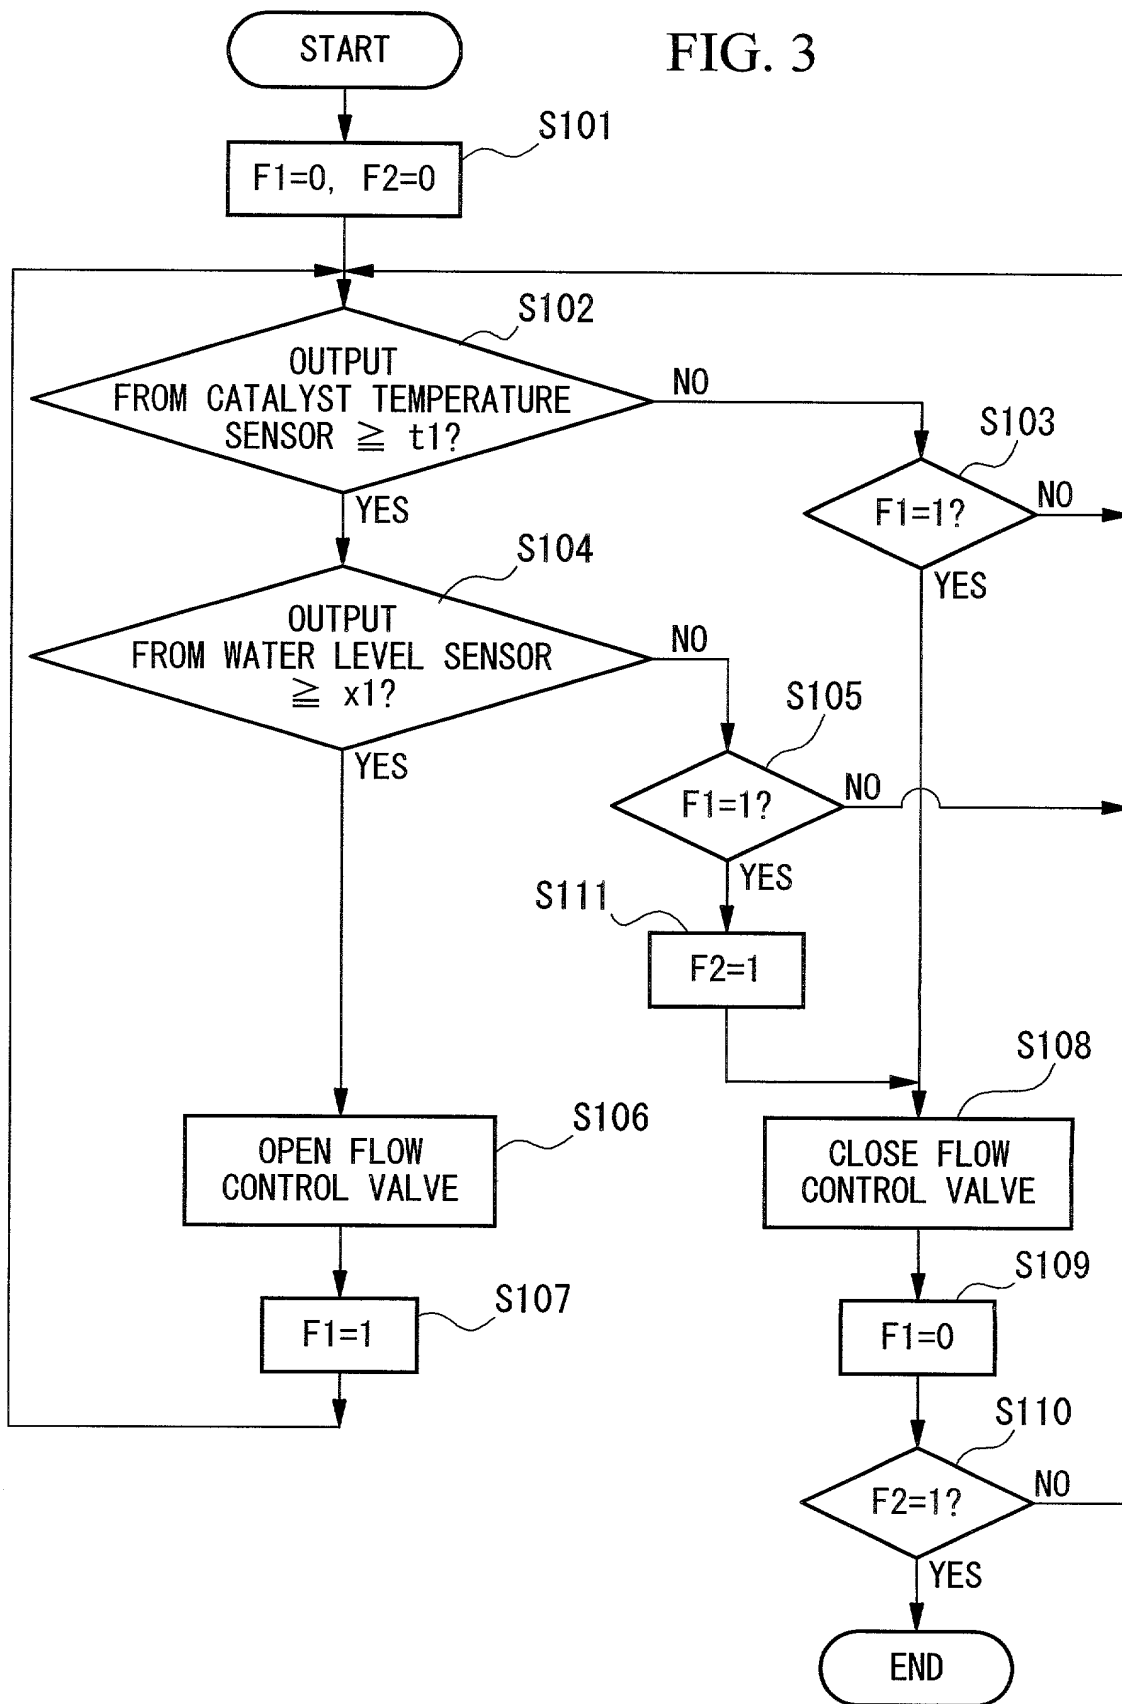 START
FIG. 3
S101
F1=0, F2=0
S102
OUTPUT
FROM CATALYST TEMPERATURE
SENSOR ≧ t1?
NO
YES
S103
F1=1?
NO
YES
S104
OUTPUT
FROM WATER LEVEL SENSOR
≧ x1?
NO
YES
S105
F1=1?
NO
YES
S111
F2=1
S106
OPEN FLOW
CONTROL VALVE
S108
CLOSE FLOW
CONTROL VALVE
S107
F1=1
S109
F1=0
S110
F2=1?
NO
YES
END